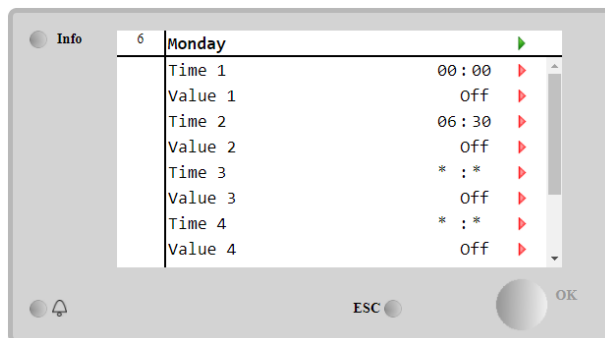 Info
6 Monday
Time 1 00:00
Value 1 Off
Time 2 06:30
Value 2 Off
Time 3 * :*
Value 3 Off
Time 4 * :*
Value 4 Off
ESC
OK